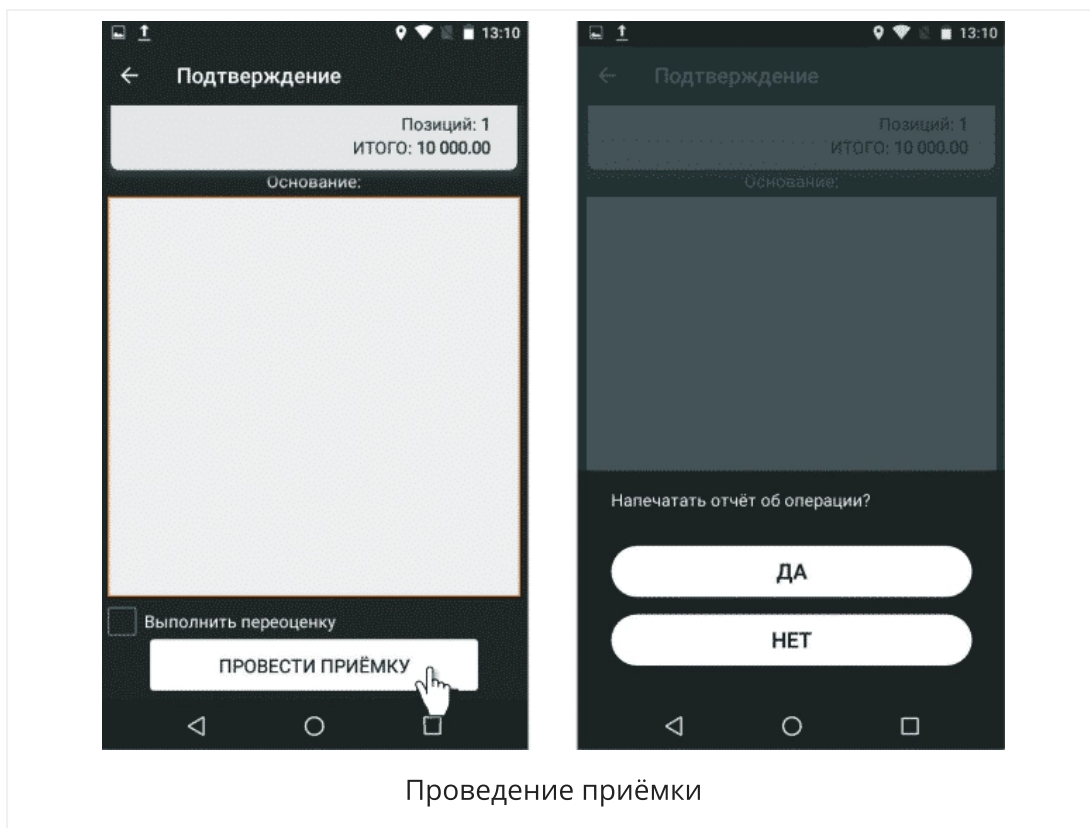 13:10
Подтверждение
Позиций: 1
ИТОГО: 10 000.00
Основание:
Выполнить переоценку
ПРОВЕСТИ ПРИЁМКУ
13:10
Подтверждение
Позиций: 1
ИТОГО: 10 000.00
Основание:
Напечатать отчёт об операции?
ДА
НЕТ
Проведение приёмки